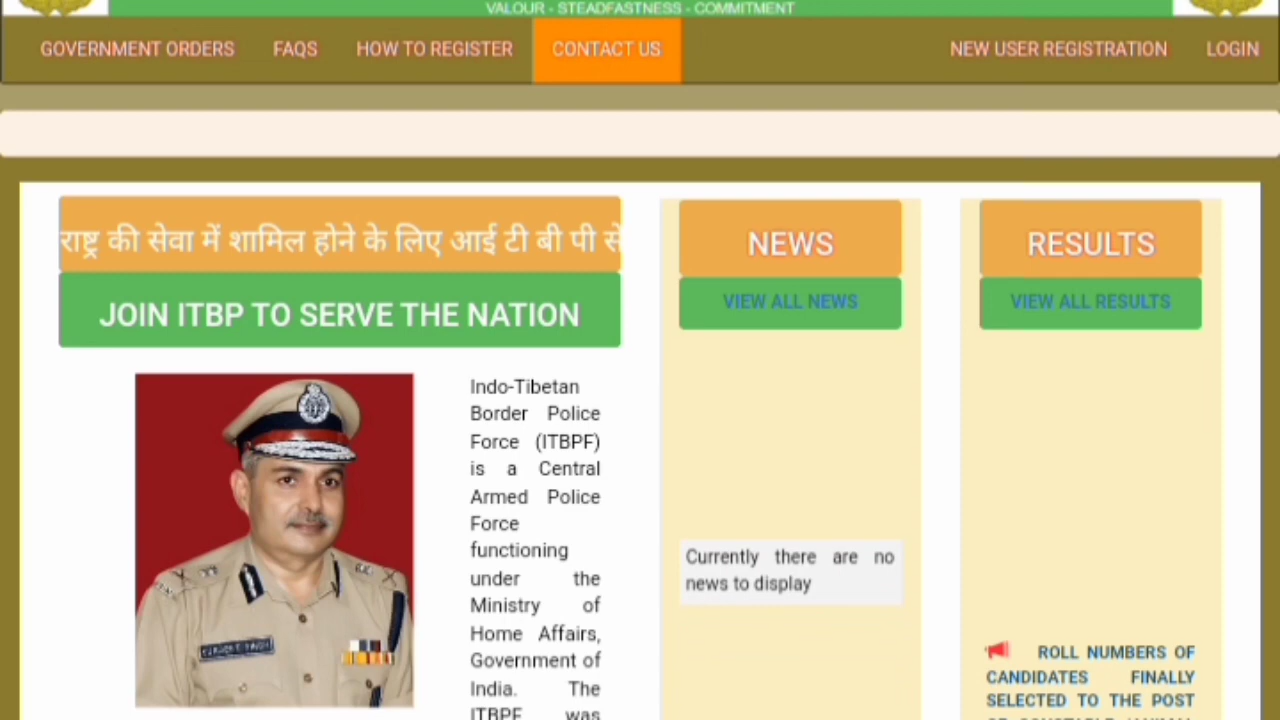 VALOUR - STEADFASTNESS - COMMITMENT
GOVERNMENT ORDERS
FAQS
HOW TO REGISTER
CONTACT US
NEW USER REGISTRATION
LOGIN
राष्ट्र की सेवा में शामिल होने के लिए आई टी बी पी से
JOIN ITBP TO SERVE THE NATION
Indo-Tibetan
Border Police
Force (ITBPF)
is a Central
Armed Police
Force
functioning
under the
Ministry of
Home Affairs,
Government of
India. The
ITBPF was
NEWS
VIEW ALL NEWS
Currently there are no
news to display
RESULTS
VIEW ALL RESULTS
ROLL NUMBERS OF
CANDIDATES FINALLY
SELECTED TO THE POST